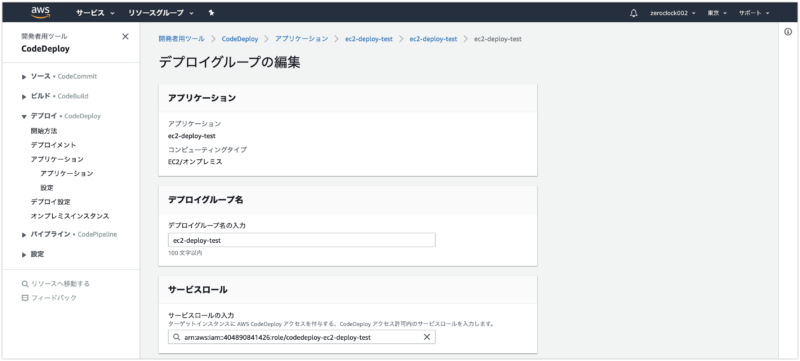 aws サービス リソースグループ zeroclock002 東京 サポート
開発者用ツール
CodeDeploy
ソース • CodeCommit
ビルド • CodeBuild
デプロイ • CodeDeploy
開始方法
デプロイメント
アプリケーション
アプリケーション
設定
デプロイ設定
オンプレミスインスタンス
パイプライン • CodePipeline
設定
リソースへ移動する
フィードバック
開発者用ツール > CodeDeploy > アプリケーション > ec2-deploy-test > ec2-deploy-test > ec2-deploy-test
デプロイグループの編集
アプリケーション
アプリケーション
ec2-deploy-test
コンピューティングタイプ
EC2/オンプレミス
デプロイグループ名
デプロイグループ名の入力
ec2-deploy-test
100 文字以内
サービスロール
サービスロールの入力
ターゲットインスタンスに AWS CodeDeploy アクセスを付与する、CodeDeploy アクセス許可内のサービスロールを入力します。
arn:aws:iam::404890841426:role/codedeploy-ec2-deploy-test